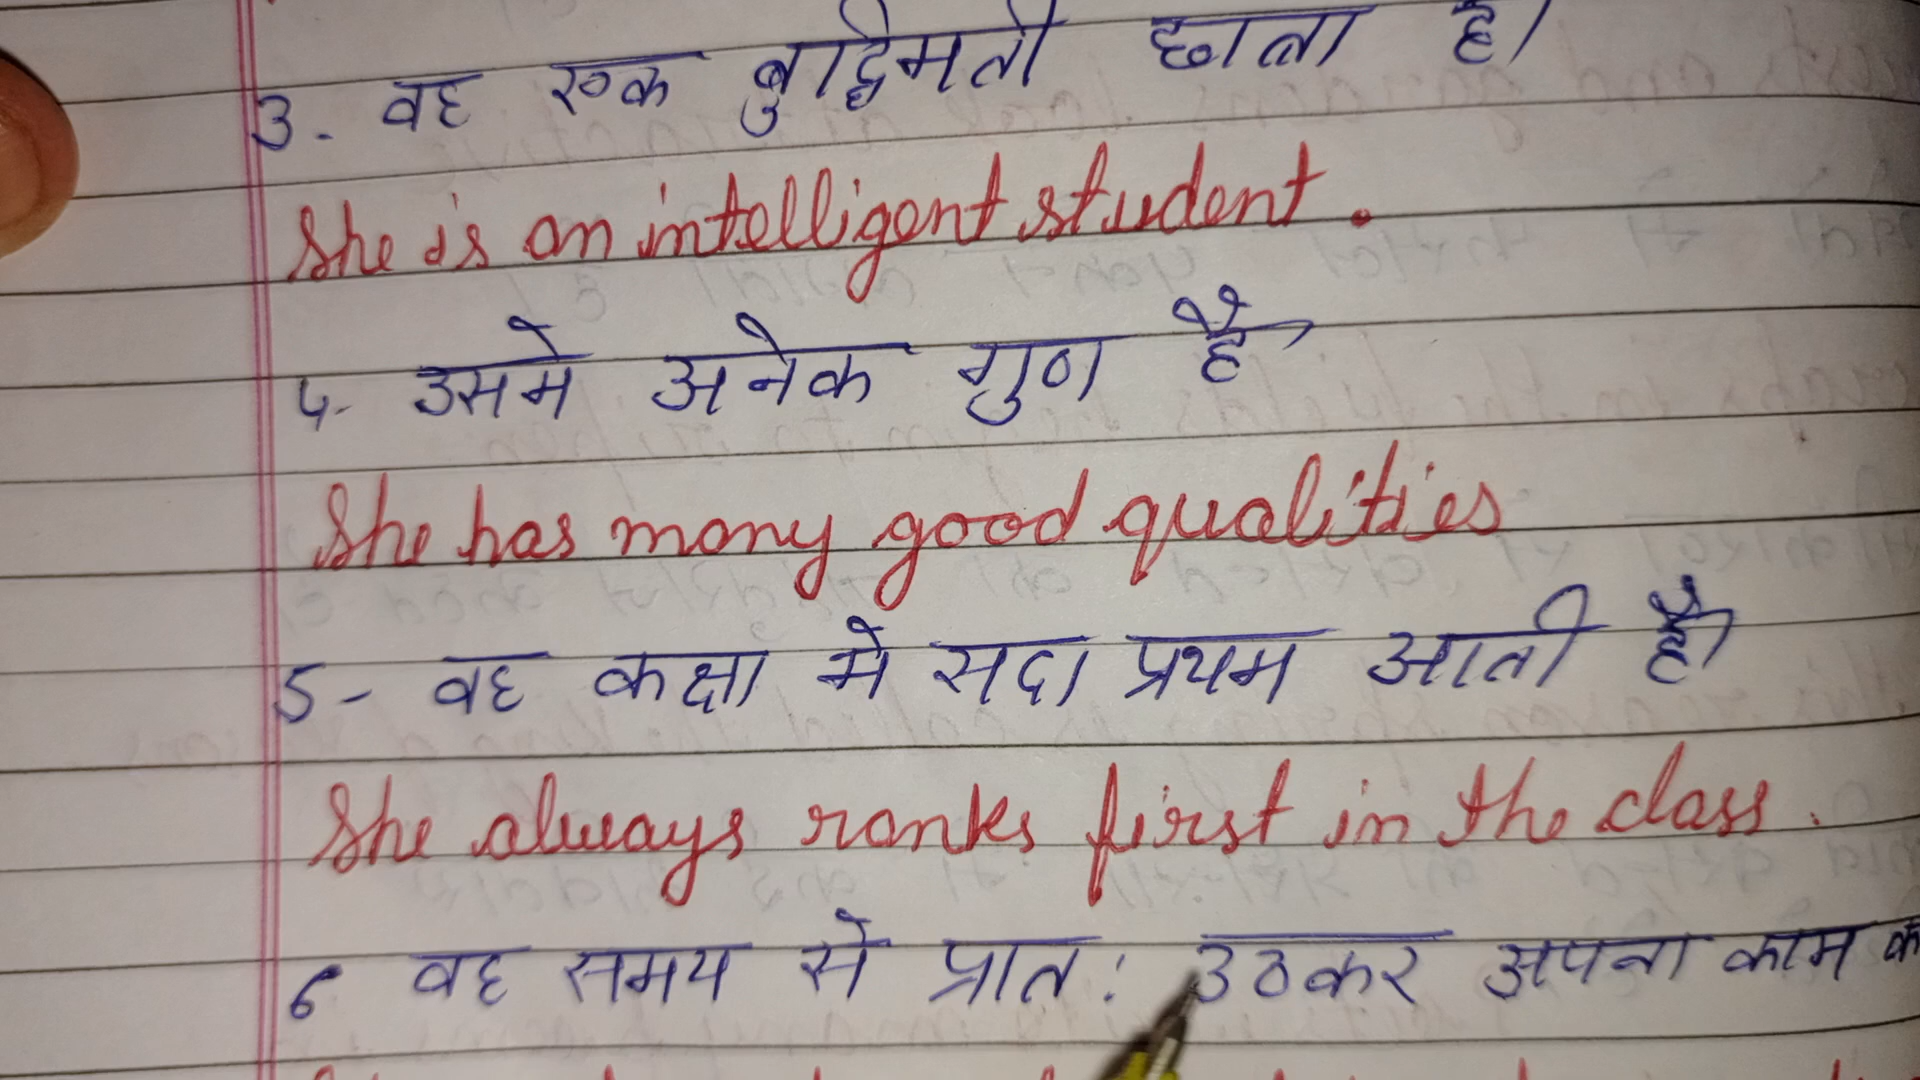 3. वह एक बुद्धिमती छात्रा है।
She is an intelligent student.
4- उसमे अनेक गुण है
She has many good qualities
5- वह कक्षा मे सदा प्रथम आती है।
She always ranks first in the class.
6 वह समय से प्रात: उठकर अपना काम